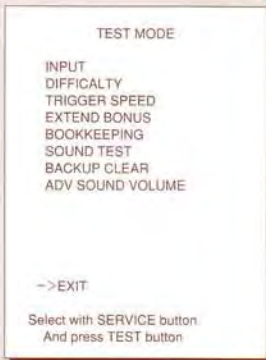 TEST MODE
INPUT
DIFFICALTY
TRIGGER SPEED
EXTEND BONUS
BOOKKEEPING
SOUND TEST
BACKUP CLEAR
ADV SOUND VOLUME
->EXIT
Select with SERVICE button
And press TEST button